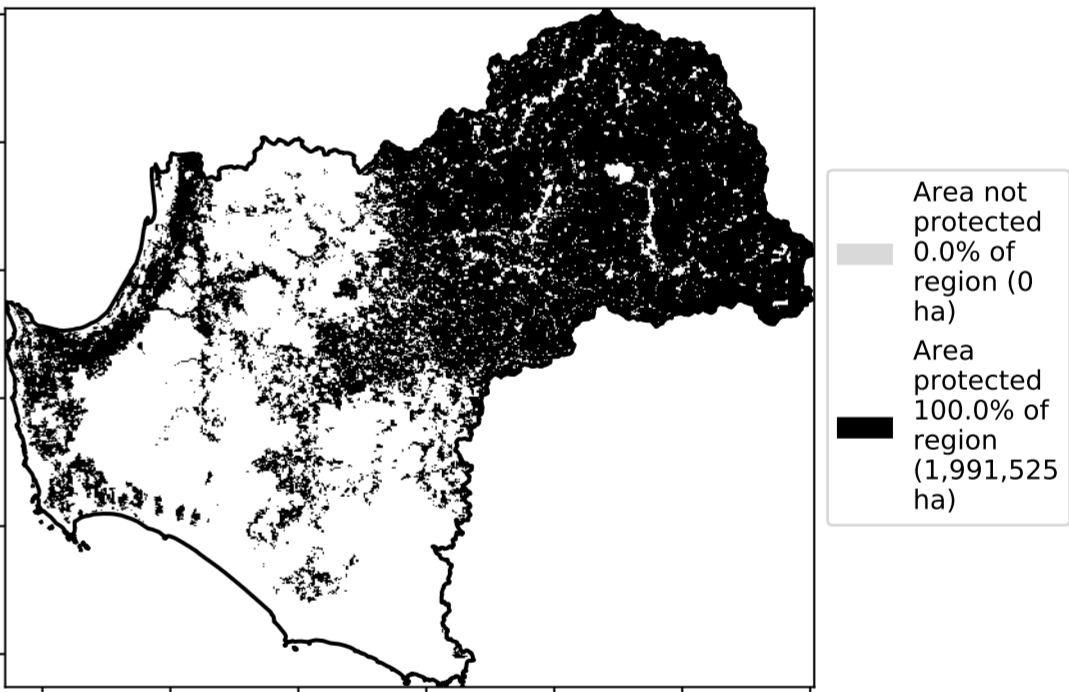 Area not
protected
0.0% of
region (0
ha)
Area
protected
100.0% of
region
(1,991,525
ha)